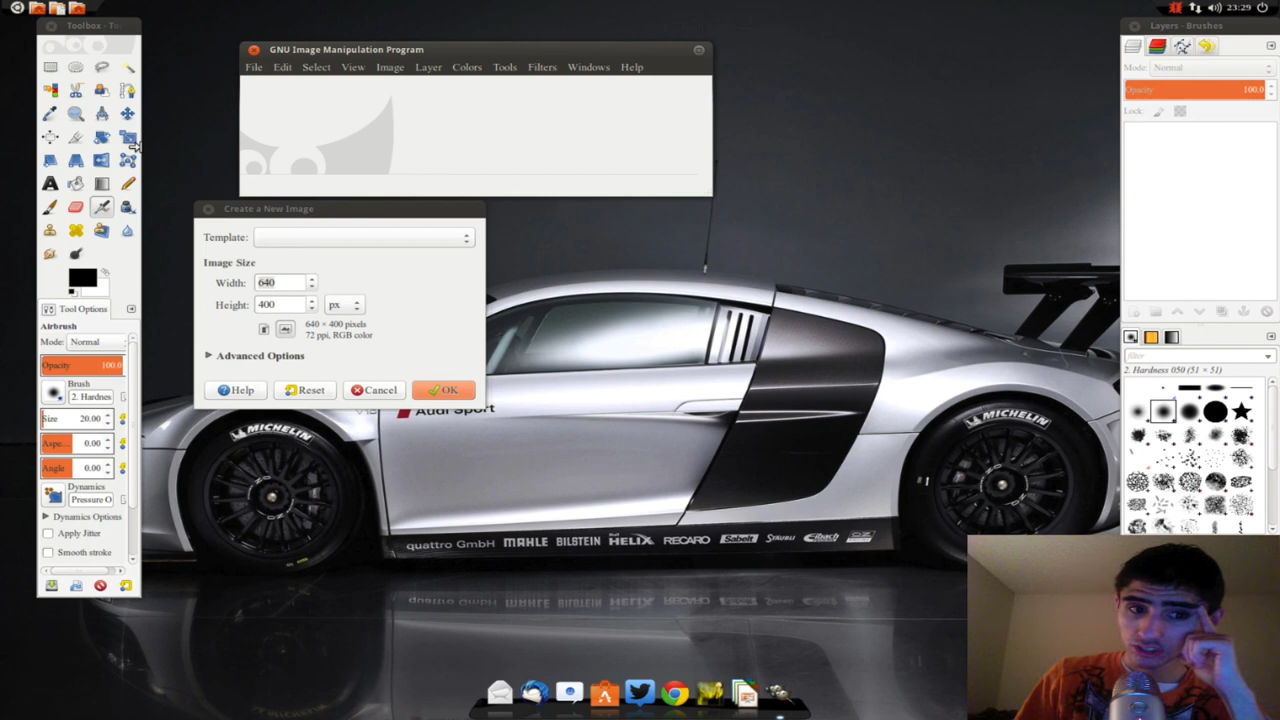 23:29
Toolbox - To
GNU Image Manipulation Program
File Edit Select View Image Layer Colors Tools Filters Windows Help
Layers - Brushes
Mode: Normal
Opacity 100.0
Lock:
Create a New Image
Template:
Image Size
Width: 640
Height: 400 px
640 × 400 pixels
72 ppi, RGB color
Advanced Options
Help Reset Cancel OK
Tool Options
Airbrush
Mode: Normal
Opacity 100.0
Brush
2. Hardnes
Size 20.00
Aspe... 0.00
Angle 0.00
Dynamics
Pressure O
Dynamics Options
Apply Jitter
Smooth stroke
filter
2. Hardness 050 (51 × 51)
Audi Sport
MICHELIN
MICHELIN
quattro GmbH MAHLE BILSTEIN HELIX RECARO Sabelt